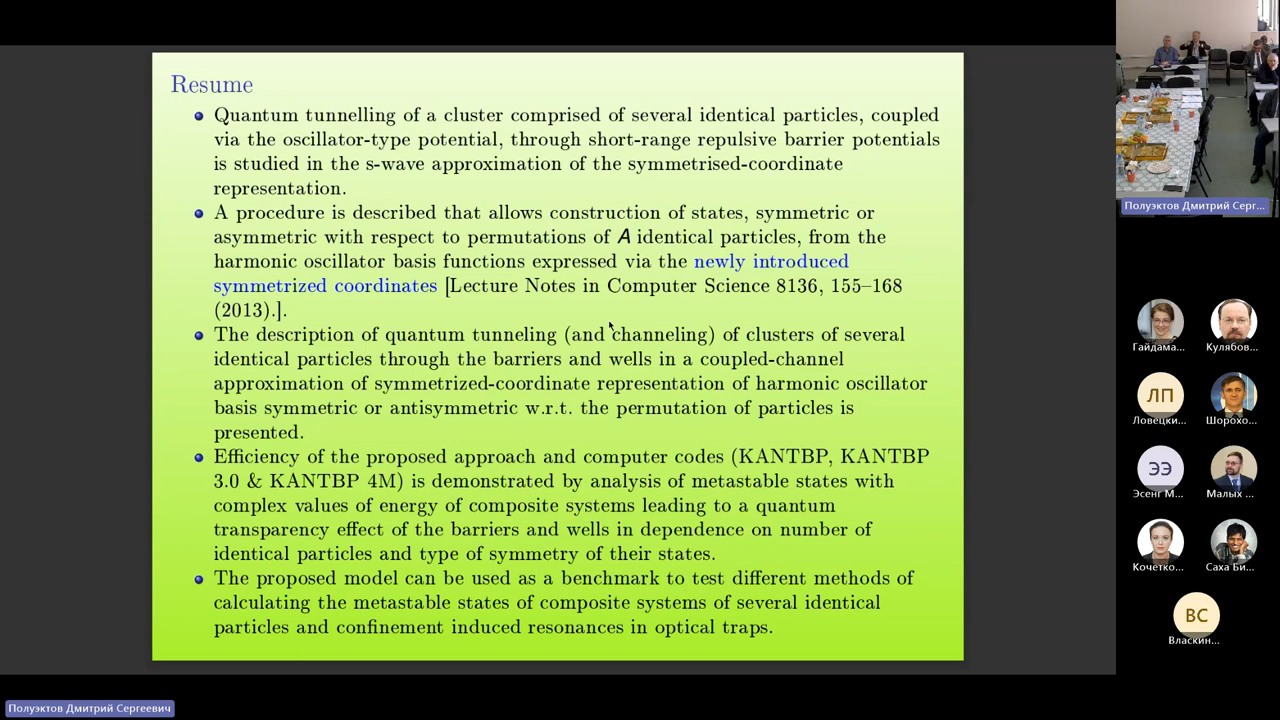 Resume
Quantum tunnelling of a cluster comprised of several identical particles, coupled
via the oscillator-type potential, through short-range repulsive barrier potentials
is studied in the s-wave approximation of the symmetrised-coordinate
representation.
A procedure is described that allows construction of states, symmetric or
asymmetric with respect to permutations of A identical particles, from the
harmonic oscillator basis functions expressed via the newly introduced
symmetrized coordinates [Lecture Notes in Computer Science 8136, 155–168
(2013).].
The description of quantum tunneling (and channeling) of clusters of several
identical particles through the barriers and wells in a coupled-channel
approximation of symmetrized-coordinate representation of harmonic oscillator
basis symmetric or antisymmetric w.r.t. the permutation of particles is
presented.
Efficiency of the proposed approach and computer codes (KANTBP, KANTBP
3.0 & KANTBP 4M) is demonstrated by analysis of metastable states with
complex values of energy of composite systems leading to a quantum
transparency effect of the barriers and wells in dependence on number of
identical particles and type of symmetry of their states.
The proposed model can be used as a benchmark to test different methods of
calculating the metastable states of composite systems of several identical
particles and confinement induced resonances in optical traps.
Полуэктов Дмитрий Серг...
Гайдама...
Кулябов...
ЛП
Ловецки...
Шорохо...
ЭЭ
Эсенг М...
Малых ...
Кочетко...
Саха Би...
ВС
Власкин...
Полуэктов Дмитрий Сергеевич